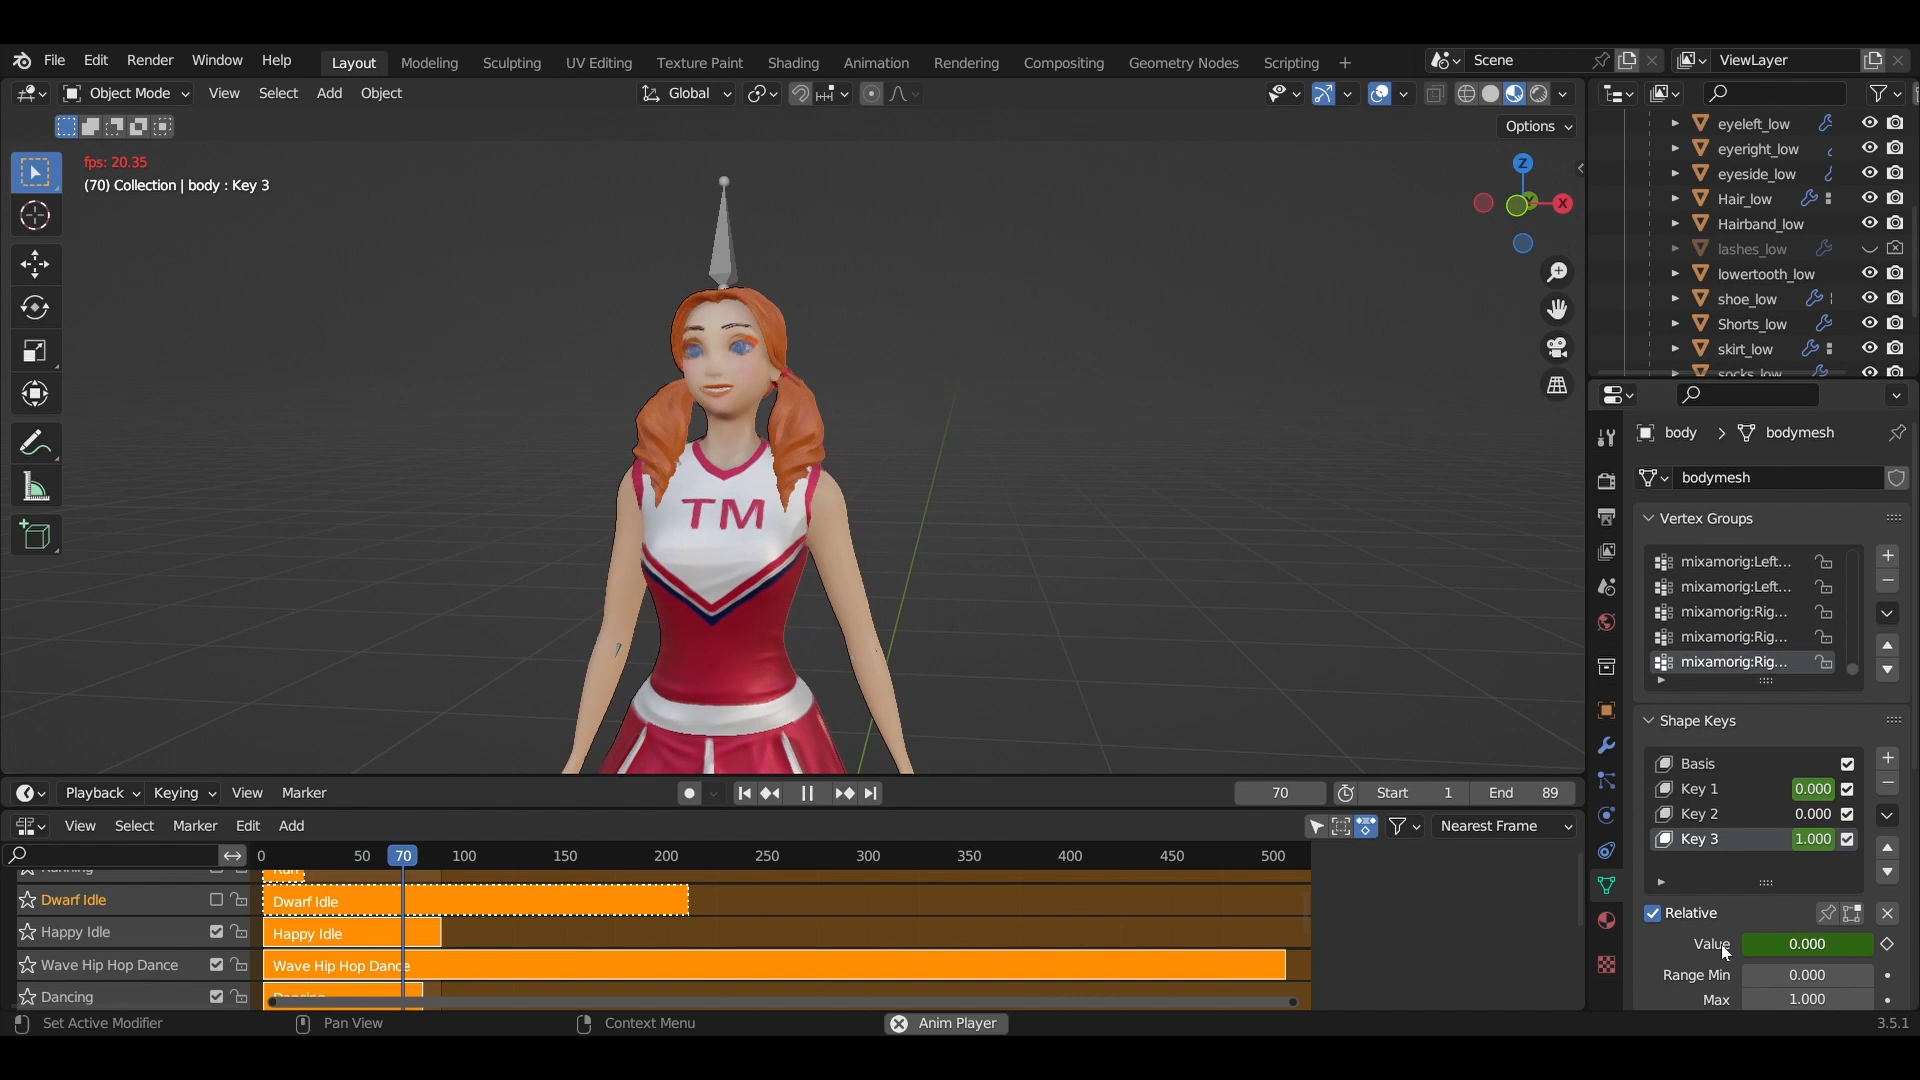 File Edit Render Window Help Layout Modeling Sculpting UV Editing Texture Paint Shading Animation Rendering Compositing Geometry Nodes Scripting + Scene ViewLayer
Object Mode View Select Add Object Global
Options
fps: 20.35
(70) Collection | body : Key 3
Z
X
TM
eyeleft_low
eyeright_low
eyeside_low
Hair_low
Hairband_low
lashes_low
lowertooth_low
shoe_low
Shorts_low
skirt_low
socks_low
body > bodymesh
bodymesh
Vertex Groups
mixamorig:Left...
mixamorig:Left...
mixamorig:Rig...
mixamorig:Rig...
mixamorig:Rig...
Shape Keys
Basis
Key 1 0.000
Key 2 0.000
Key 3 1.000
Relative
Value 0.000
Range Min 0.000
Max 1.000
Playback Keying View Marker 70 Start 1 End 89
View Select Marker Edit Add Nearest Frame
0 50 70 100 150 200 250 300 350 400 450 500
Running Run
Dwarf Idle Dwarf Idle
Happy Idle Happy Idle
Wave Hip Hop Dance Wave Hip Hop Dance
Dancing Dancing
Set Active Modifier Pan View Context Menu Anim Player 3.5.1